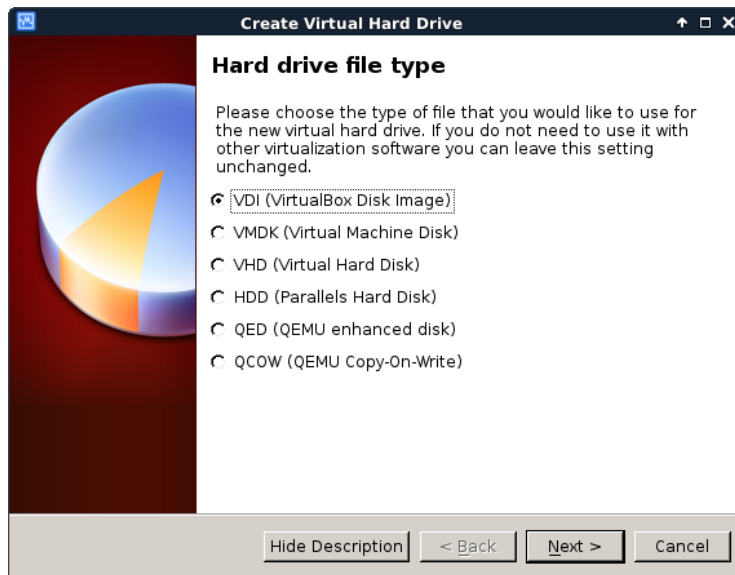 Create Virtual Hard Drive
Hard drive file type
Please choose the type of file that you would like to use for
the new virtual hard drive. If you do not need to use it with
other virtualization software you can leave this setting
unchanged.
VDI (VirtualBox Disk Image)
VMDK (Virtual Machine Disk)
VHD (Virtual Hard Disk)
HDD (Parallels Hard Disk)
QED (QEMU enhanced disk)
QCOW (QEMU Copy-On-Write)
Hide Description
< Back
Next >
Cancel